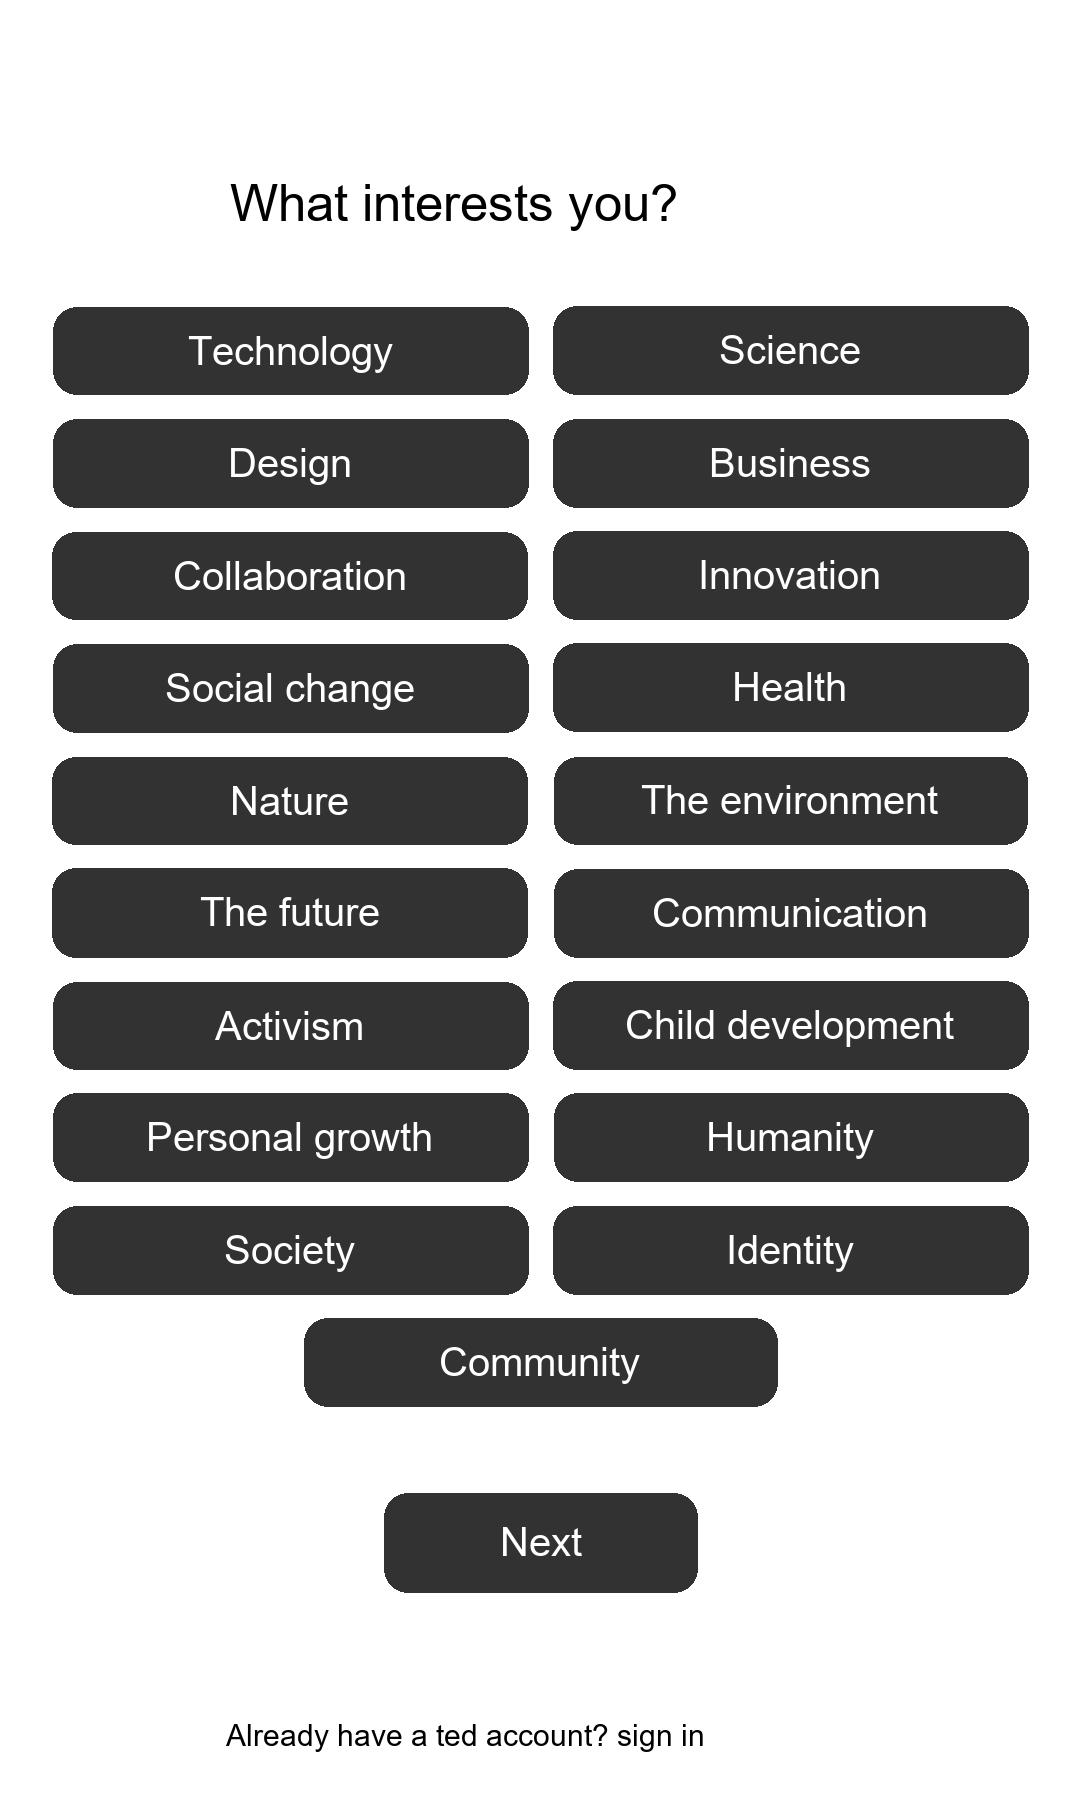 What interests you?
Technology
Science
Design
Business
Collaboration
Innovation
Social change
Health
Nature
The environment
The future
Communication
Activism
Child development
Personal growth
Humanity
Society
Identity
Community
Next
Already have a ted account? sign in